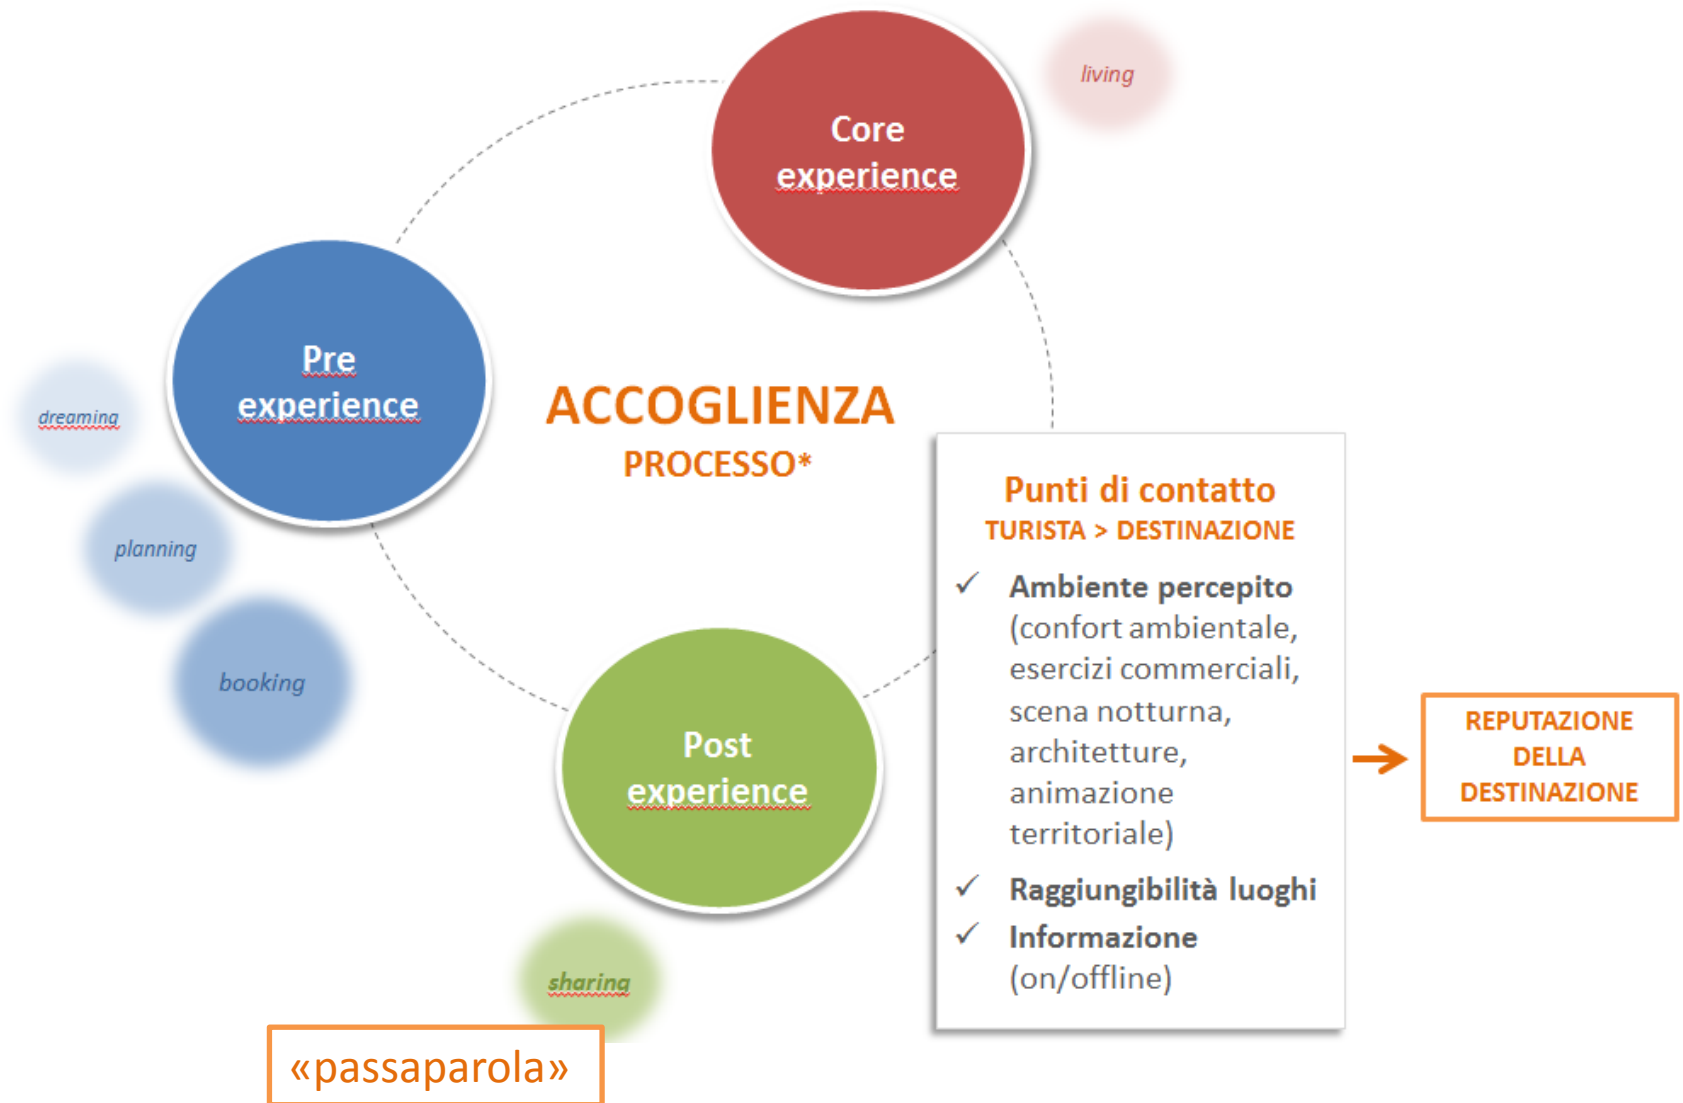 living
Core
experience
Pre
experience
dreaming
planning
booking
ACCOGLIENZA
PROCESSO*
Punti di contatto
TURISTA > DESTINAZIONE
✓ Ambiente percepito
(confort ambientale,
esercizi commerciali,
scena notturna,
architetture,
animazione
territoriale)
✓ Raggiungibilità luoghi
✓ Informazione
(on/offline)
REPUTAZIONE
DELLA
DESTINAZIONE
Post
experience
sharing
«passaparola»